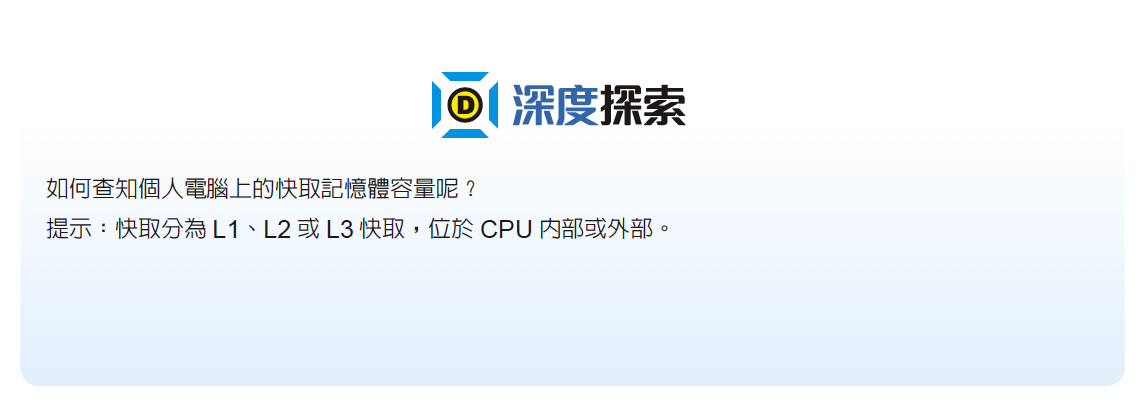 D 深度探索
如何查知個人電腦上的快取記憶體容量呢？
提示：快取分為 L1、L2 或 L3 快取，位於 CPU 內部或外部。